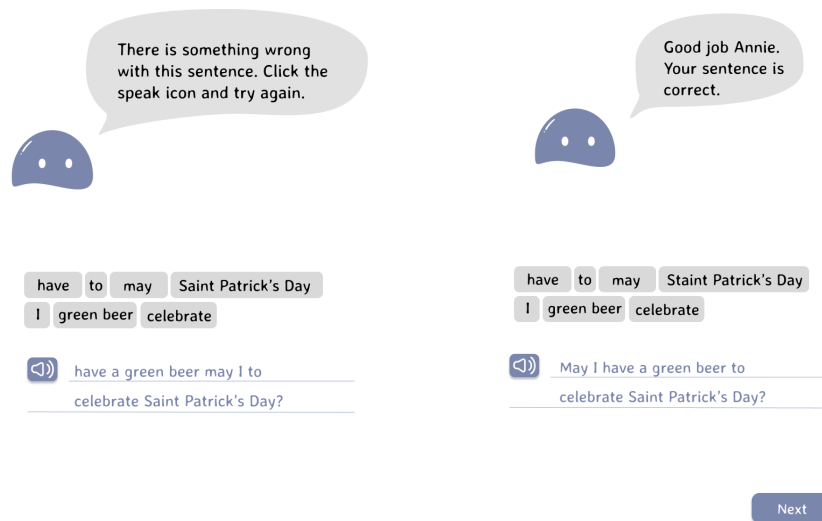 There is something wrong
with this sentence. Click the
speak icon and try again.
have to may Saint Patrick's Day
I green beer celebrate
have a green beer may I to
celebrate Saint Patrick's Day?
Good job Annie.
Your sentence is
correct.
have to may Staint Patrick's Day
I green beer celebrate
May I have a green beer to
celebrate Saint Patrick's Day?
Next